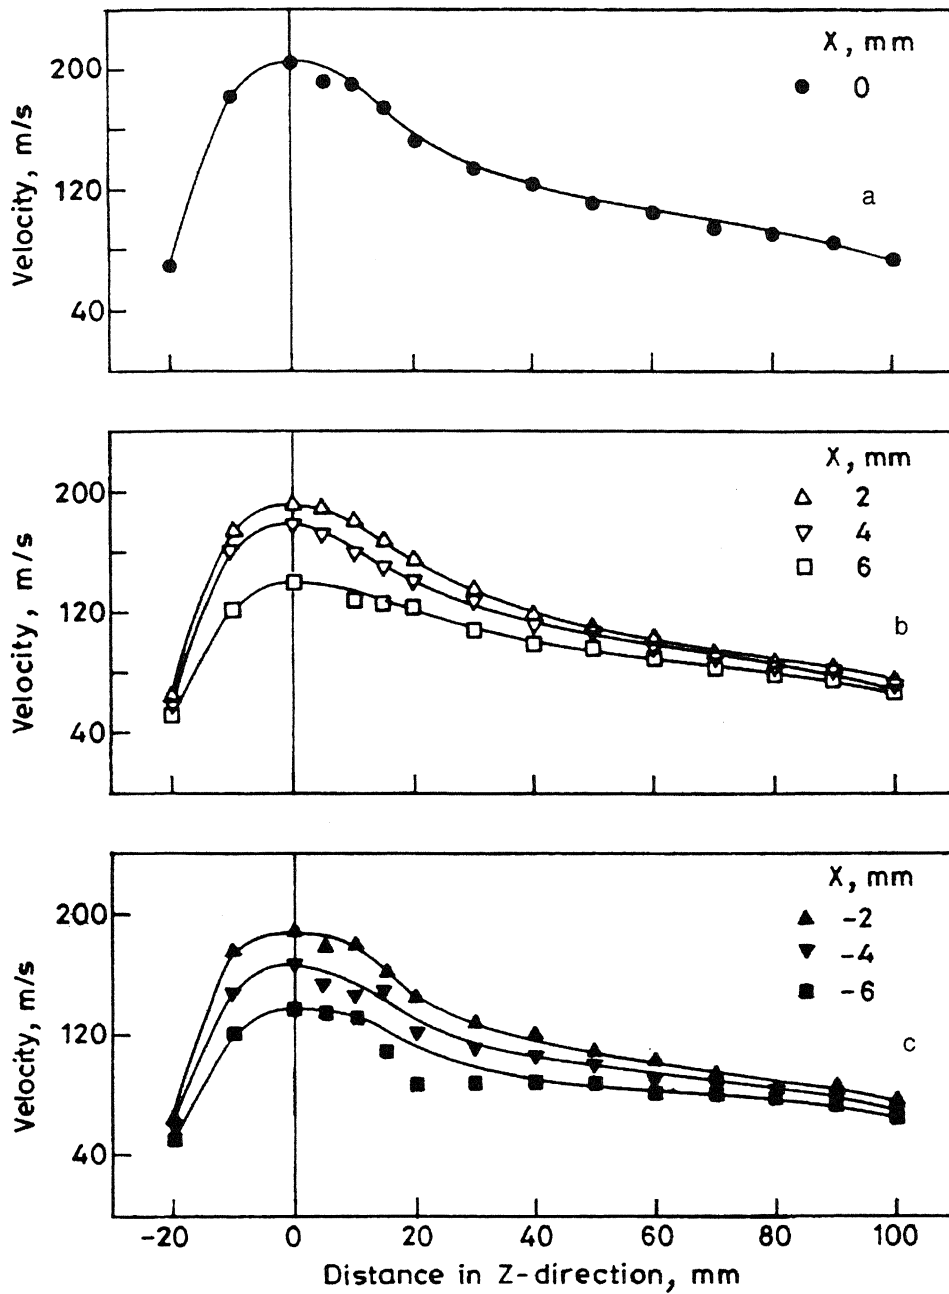 X, mm
200
● 0
Velocity, m/s
120
a
40
X, mm
200
△ 2
▽ 4
□ 6
Velocity, m/s
120
b
40
X, mm
200
▲ -2
▼ -4
■ -6
Velocity, m/s
120
c
40
-20 0 20 40 60 80 100
Distance in Z-direction, mm